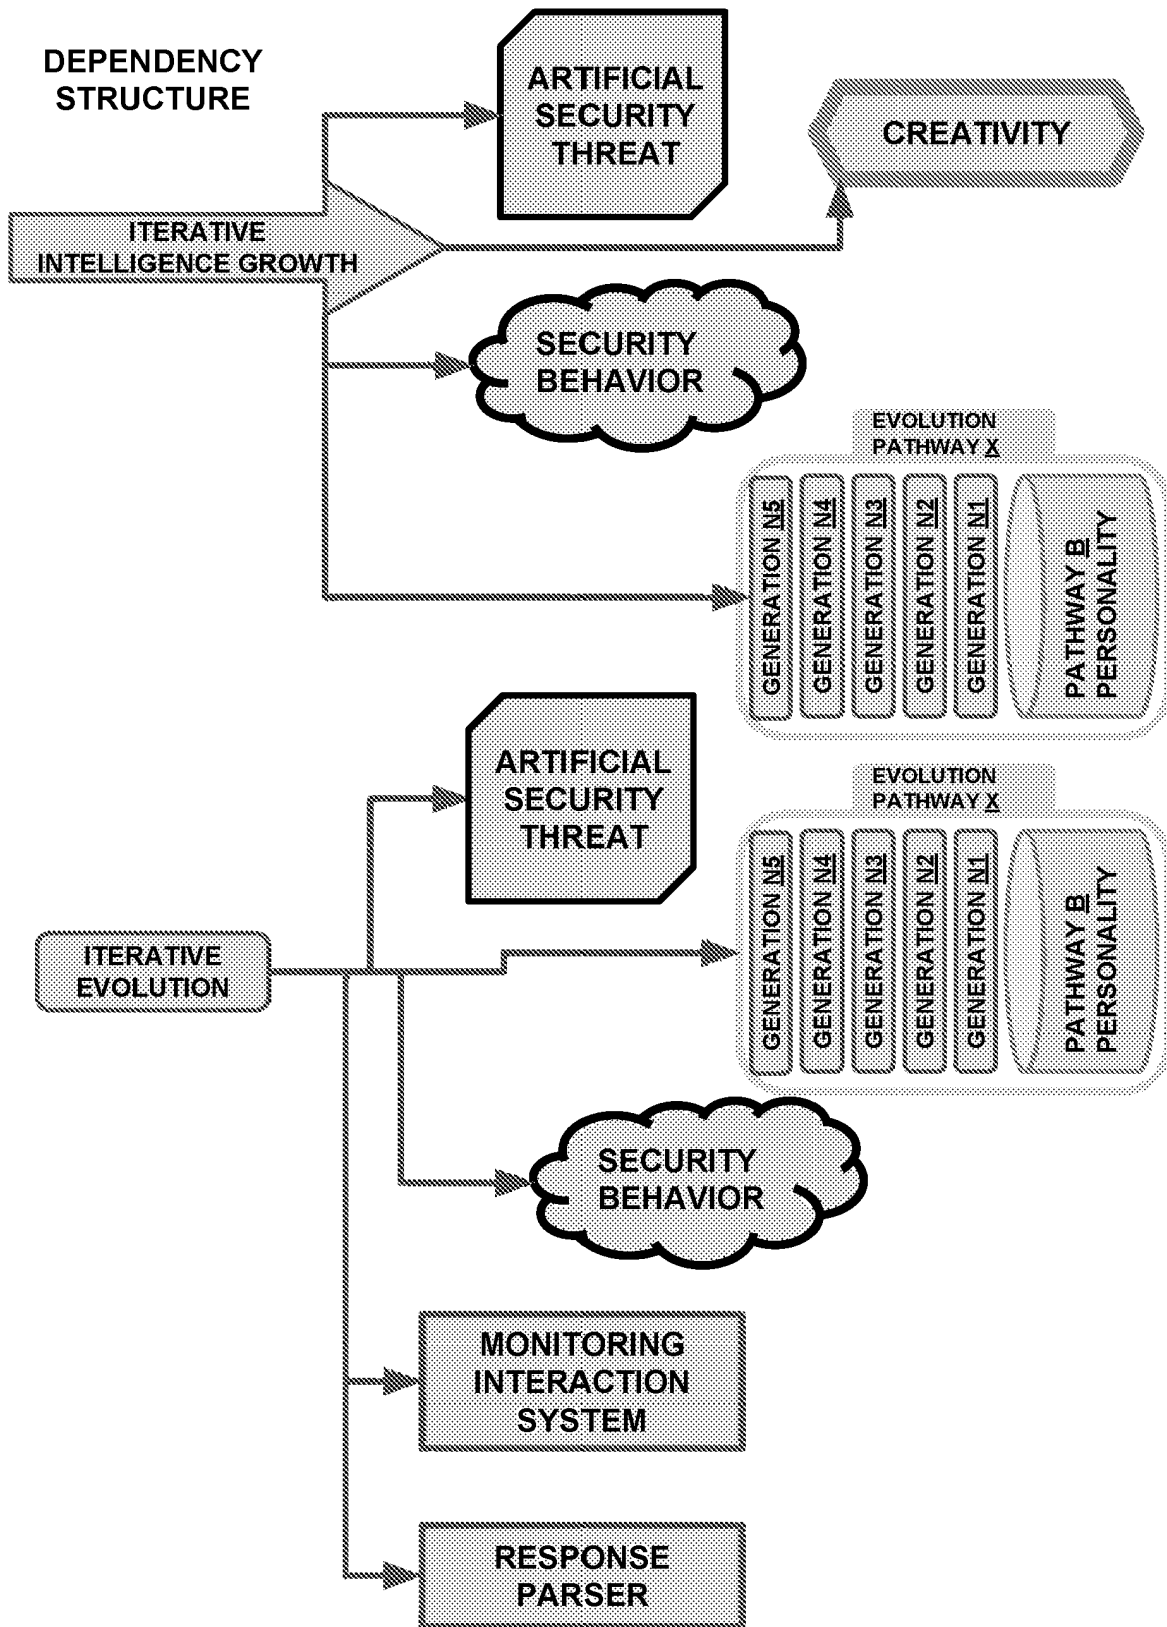 DEPENDENCY
STRUCTURE
ARTIFICIAL
SECURITY
THREAT
CREATIVITY
ITERATIVE
INTELLIGENCE GROWTH
SECURITY
BEHAVIOR
EVOLUTION
PATHWAY X
GENERATION N5
GENERATION N4
GENERATION N3
GENERATION N2
GENERATION N1
PATHWAY B
PERSONALITY
ARTIFICIAL
SECURITY
THREAT
EVOLUTION
PATHWAY X
GENERATION N5
GENERATION N4
GENERATION N3
GENERATION N2
GENERATION N1
PATHWAY B
PERSONALITY
ITERATIVE
EVOLUTION
SECURITY
BEHAVIOR
MONITORING
INTERACTION
SYSTEM
RESPONSE
PARSER